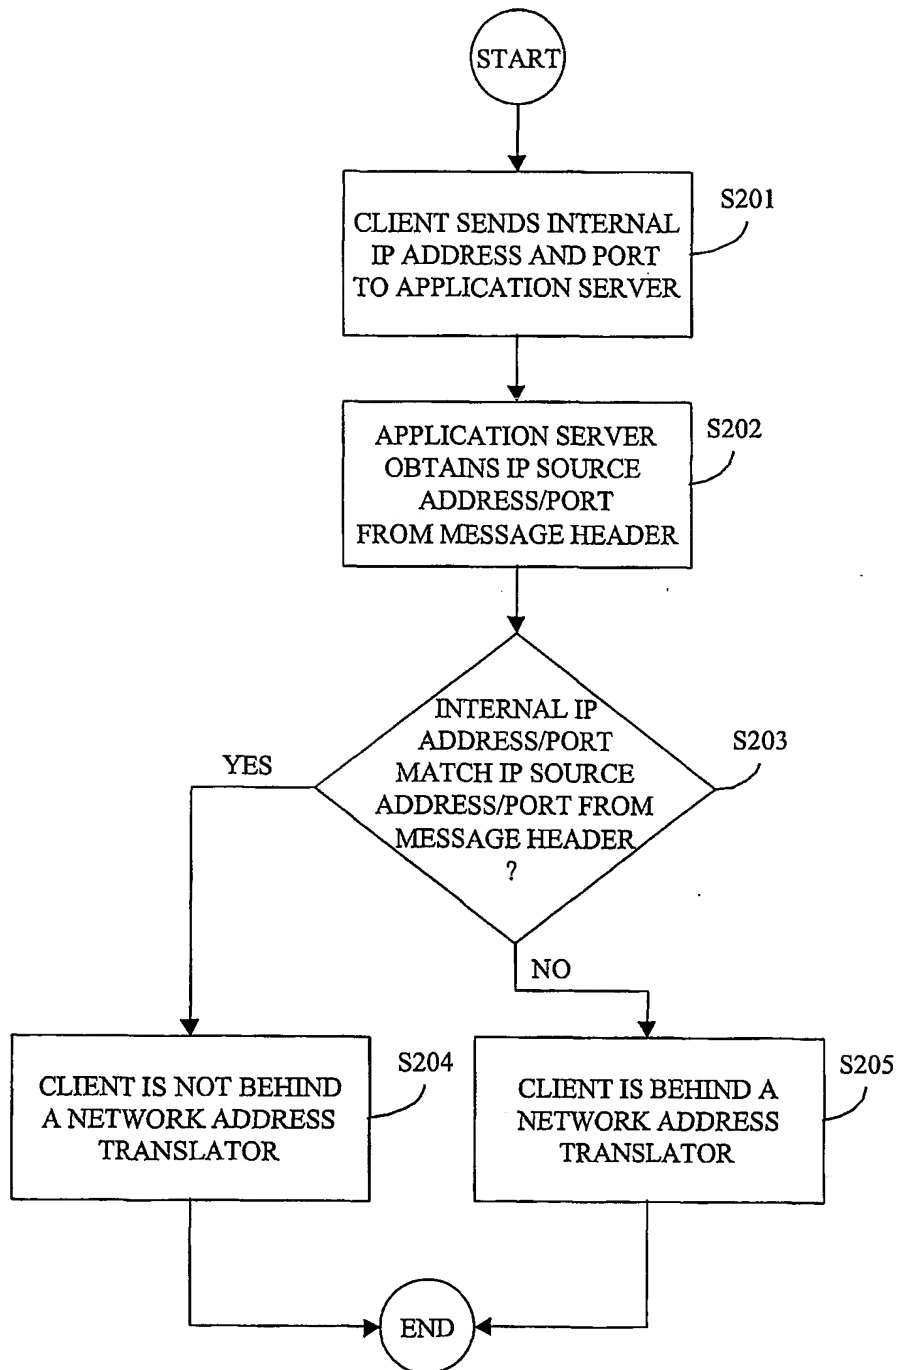 START
S201
CLIENT SENDS INTERNAL
IP ADDRESS AND PORT
TO APPLICATION SERVER
S202
APPLICATION SERVER
OBTAINS IP SOURCE
ADDRESS/PORT
FROM MESSAGE HEADER
INTERNAL IP
ADDRESS/PORT
MATCH IP SOURCE
ADDRESS/PORT FROM
MESSAGE HEADER
?
S203
YES
NO
CLIENT IS NOT BEHIND
A NETWORK ADDRESS
TRANSLATOR
S204
CLIENT IS BEHIND A
NETWORK ADDRESS
TRANSLATOR
S205
END